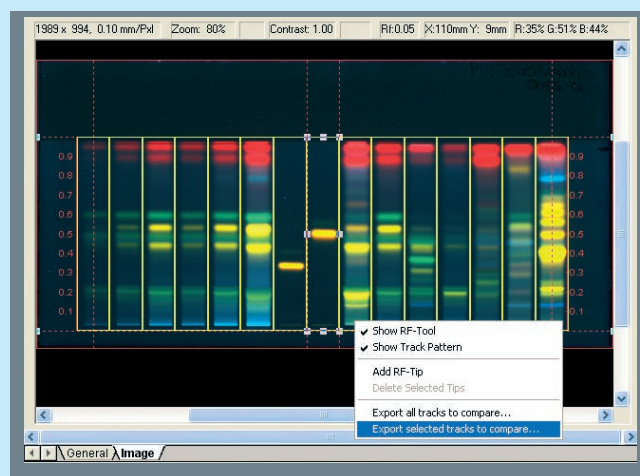 1989 x 994, 0.10 mm/Pxl Zoom: 80% Contrast: 1.00 Rf:0.05 X:110mm Y: 9mm R:35% G:51% B:44%
0.9 0.9
0.8 0.8
0.7 0.7
0.6 0.6
0.5 0.5
0.4 0.4
0.3 0.3
0.2 0.2
0.1
Show RF-Tool
Show Track Pattern
Add RF-Tip
Delete Selected Tips
Export all tracks to compare...
Export selected tracks to compare...
General Image